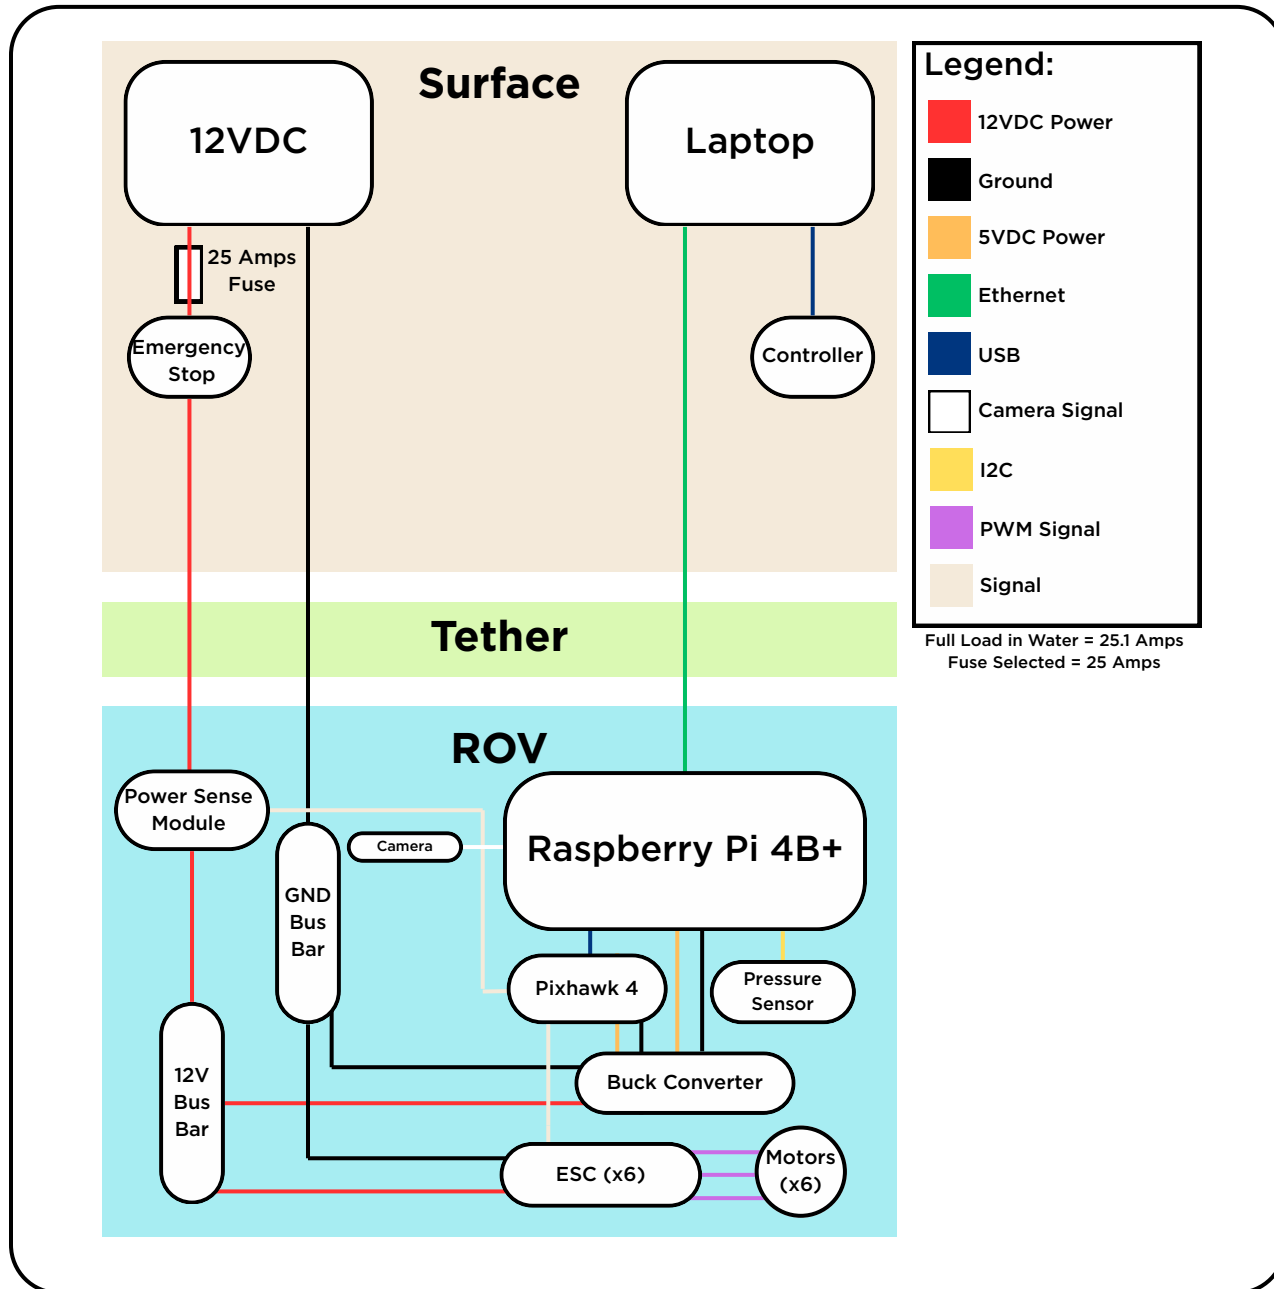 Surface
12VDC
Laptop
25 Amps
Fuse
Emergency
Stop
Controller
Tether
ROV
Power Sense
Module
Camera
Raspberry Pi 4B+
GND
Bus
Bar
Pixhawk 4
Pressure
Sensor
12V
Bus
Bar
Buck Converter
ESC (x6)
Motors
(x6)
Legend:
12VDC Power
Ground
5VDC Power
Ethernet
USB
Camera Signal
I2C
PWM Signal
Signal
Full Load in Water = 25.1 Amps
Fuse Selected = 25 Amps